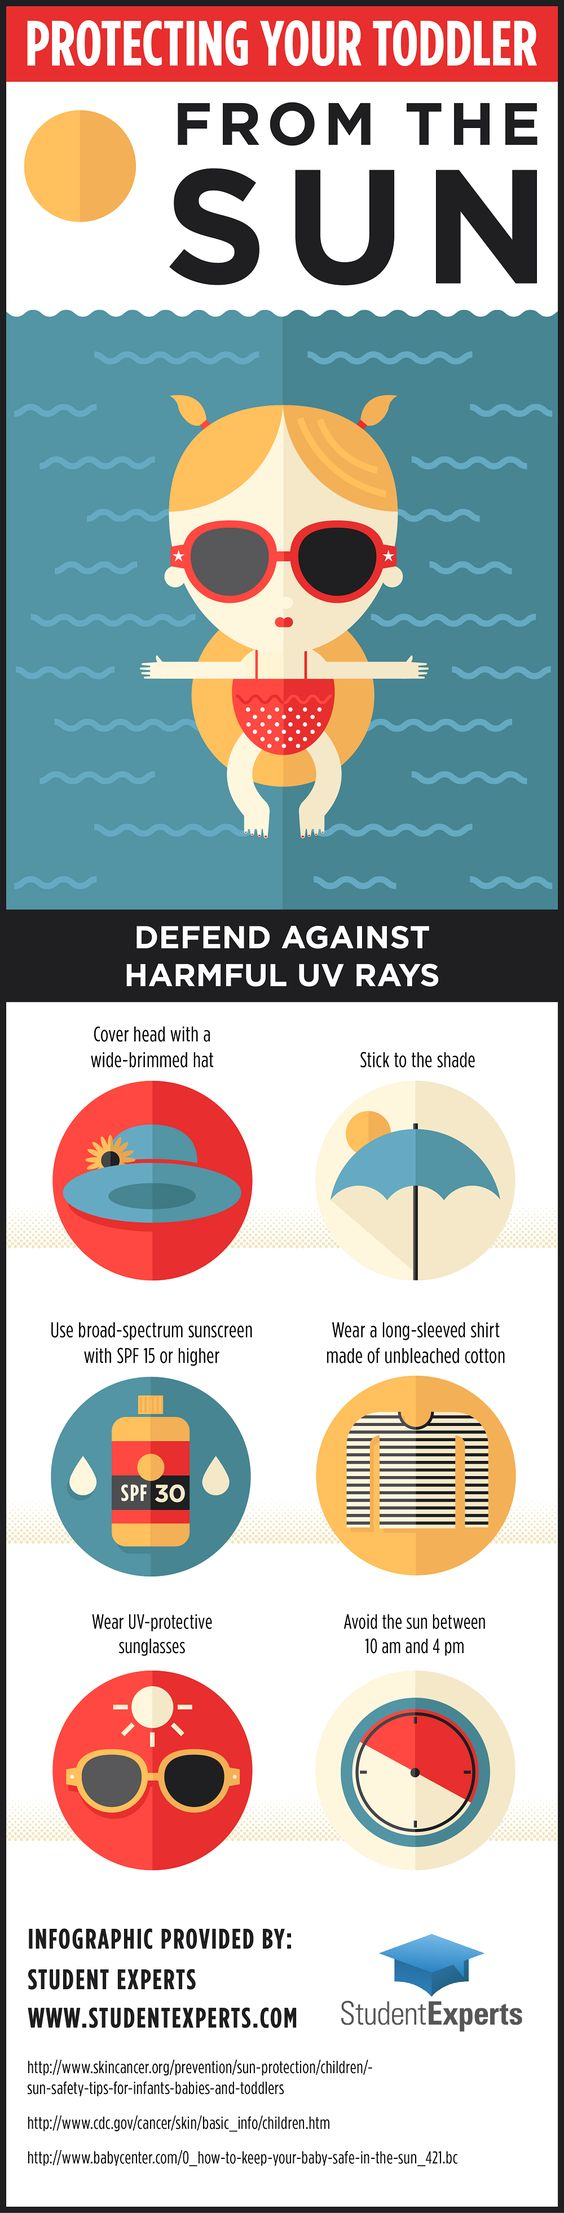 PROTECTING YOUR TODDLER
FROM THE
SUN
DEFEND AGAINST
HARMFUL UV RAYS
Cover head with a
wide-brimmed hat
Stick to the shade
Use broad-spectrum sunscreen
with SPF 15 or higher
Wear a long-sleeved shirt
made of unbleached cotton
SPF 30
Wear UV-protective
sunglasses
Avoid the sun between
10 am and 4 pm
INFOGRAPHIC PROVIDED BY:
STUDENT EXPERTS
WWW.STUDENTEXPERTS.COM
StudentExperts
http://www.skincancer.org/prevention/sun-protection/children/-
sun-safety-tips-for-infants-babies-and-toddlers
http://www.cdc.gov/cancer/skin/basic_info/children.htm
http://www.babycenter.com/0_how-to-keep-your-baby-safe-in-the-sun_421.bc